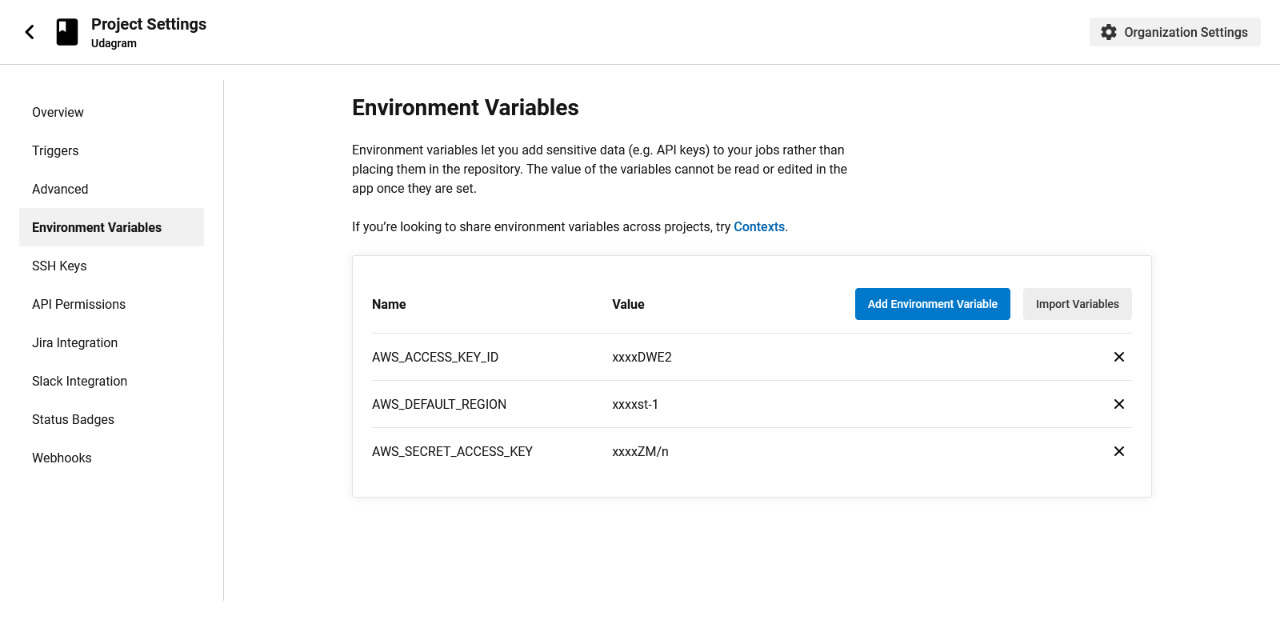 Project Settings
Udagram
Organization Settings
Overview
Triggers
Advanced
Environment Variables
SSH Keys
API Permissions
Jira Integration
Slack Integration
Status Badges
Webhooks
Environment Variables
Environment variables let you add sensitive data (e.g. API keys) to your jobs rather than
placing them in the repository. The value of the variables cannot be read or edited in the
app once they are set.
If you’re looking to share environment variables across projects, try Contexts.
Name Value Add Environment Variable Import Variables
AWS_ACCESS_KEY_ID xxxxDWE2
AWS_DEFAULT_REGION xxxxst-1
AWS_SECRET_ACCESS_KEY xxxxZM/n